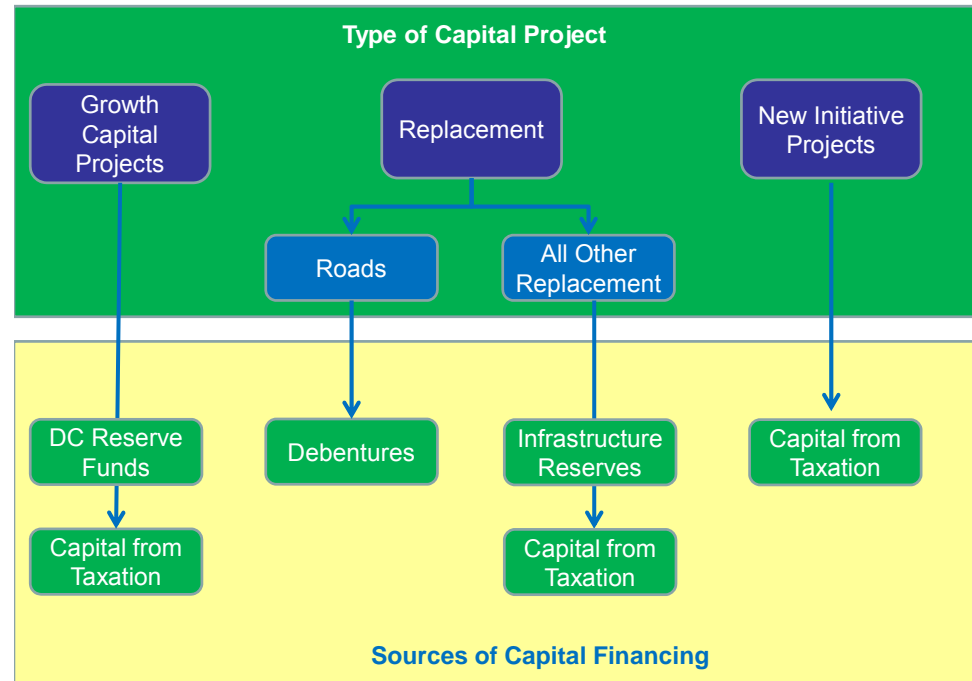 Type of Capital Project
Growth
Capital
Projects
Replacement
New Initiative
Projects
Roads
All Other
Replacement
DC Reserve
Funds
Debentures
Infrastructure
Reserves
Capital from
Taxation
Capital from
Taxation
Capital from
Taxation
Sources of Capital Financing